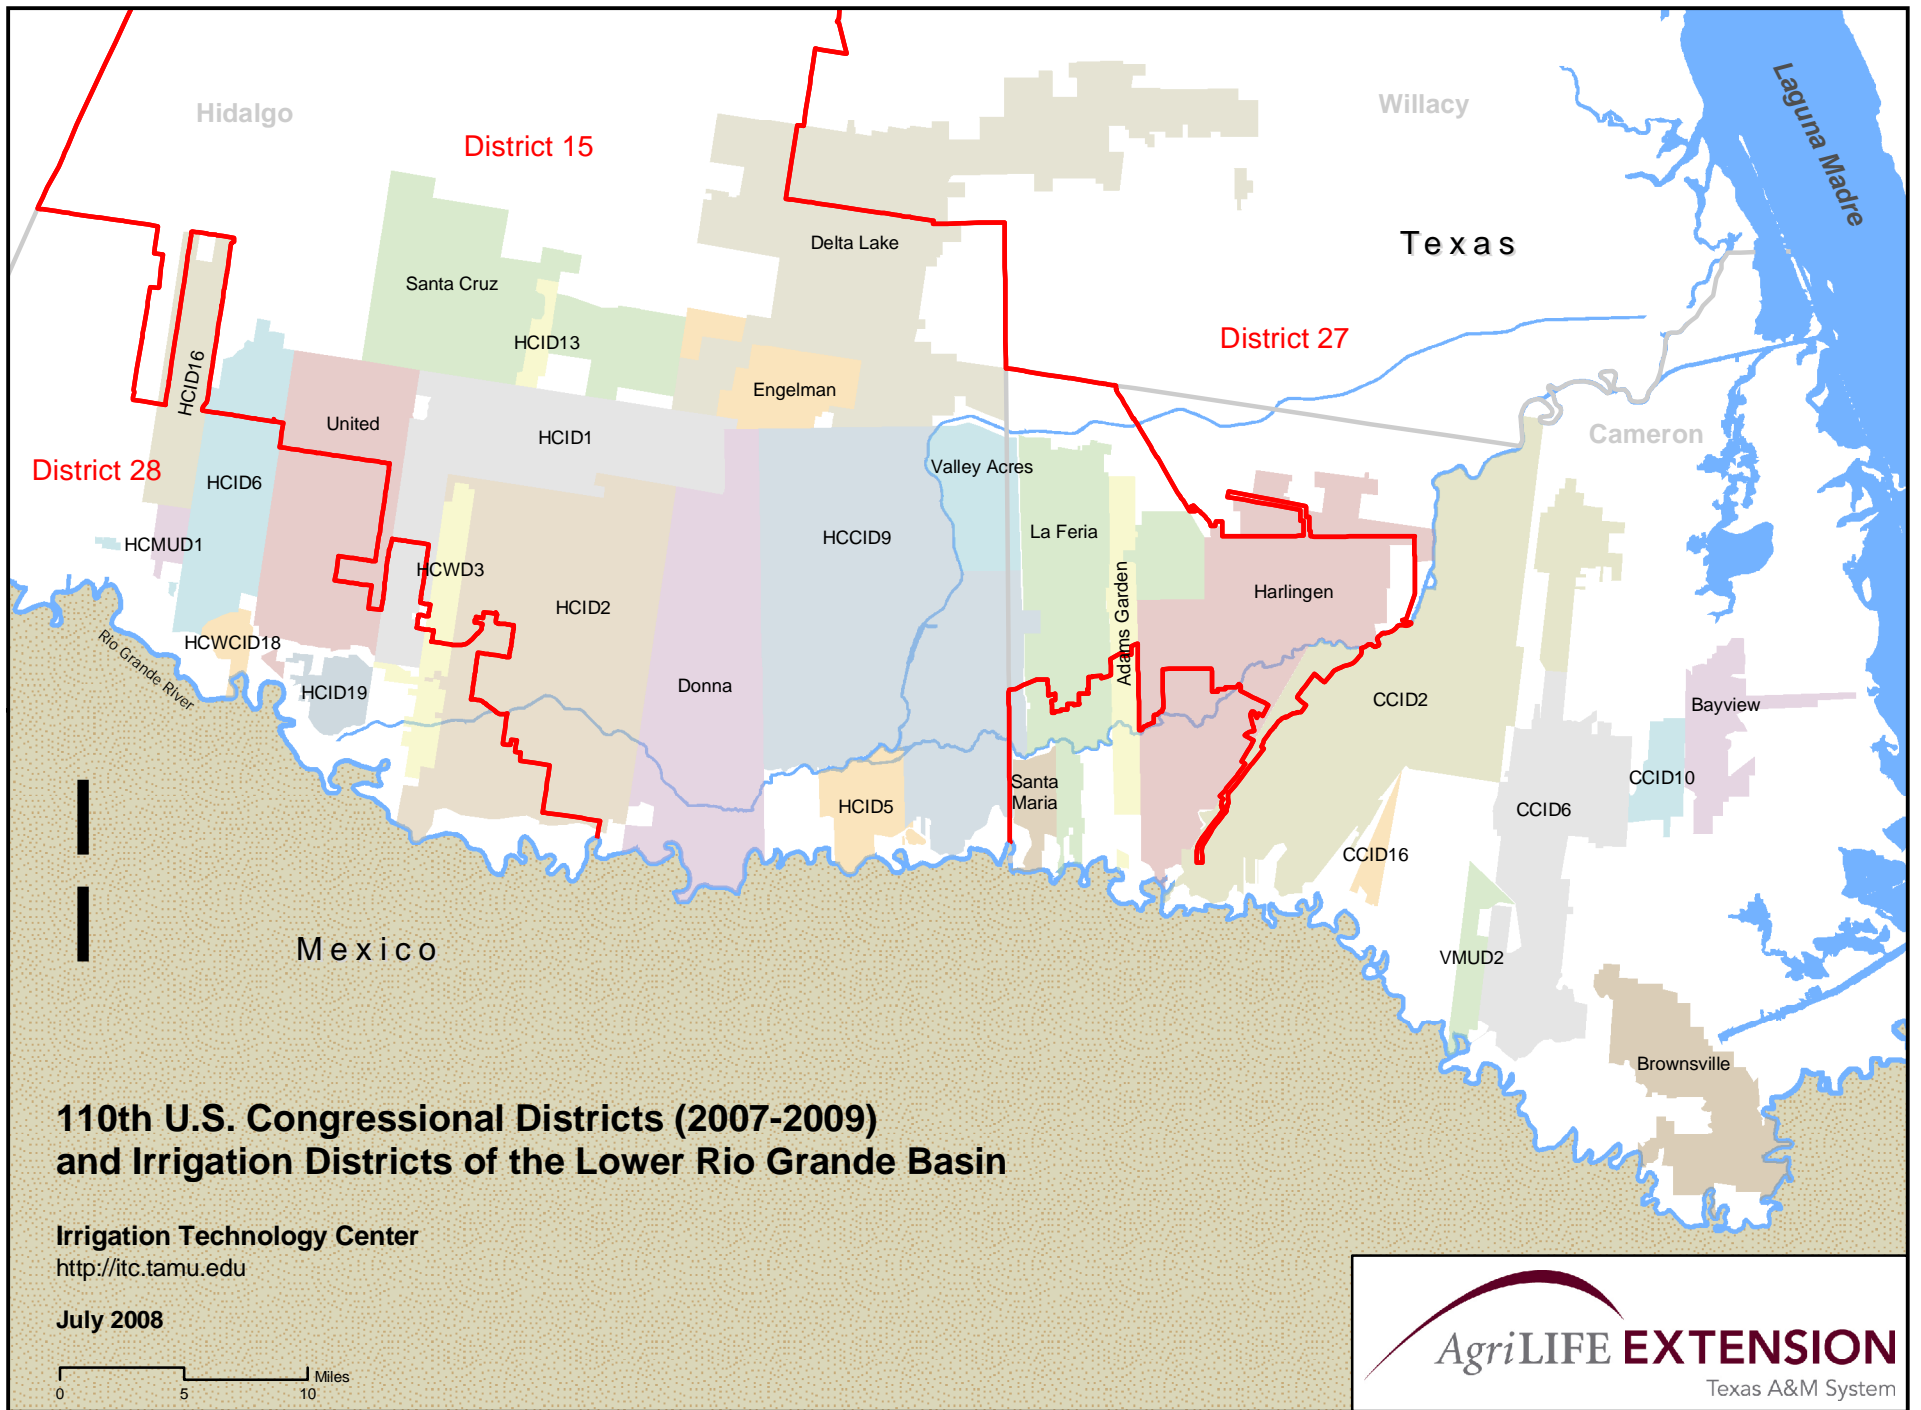 Hidalgo
Willacy
Laguna Madre
District 15
Texas
Delta Lake
Santa Cruz
District 27
HCID13
HCID16
Engelman
United
HCID1
Cameron
District 28
Valley Acres
HCID6
La Feria
HCCID9
HCMUD1
HCWD3
Adams Garden
Harlingen
HCID2
HCWCID18
Rio Grande River
HCID19
Donna
CCID2
Bayview
Santa
Maria
CCID10
HCID5
CCID6
CCID16
Mexico
VMUD2
Brownsville
110th U.S. Congressional Districts (2007-2009)
and Irrigation Districts of the Lower Rio Grande Basin
Irrigation Technology Center
http://itc.tamu.edu
July 2008
Miles
0 5 10
AgriLIFE EXTENSION
Texas A&M System